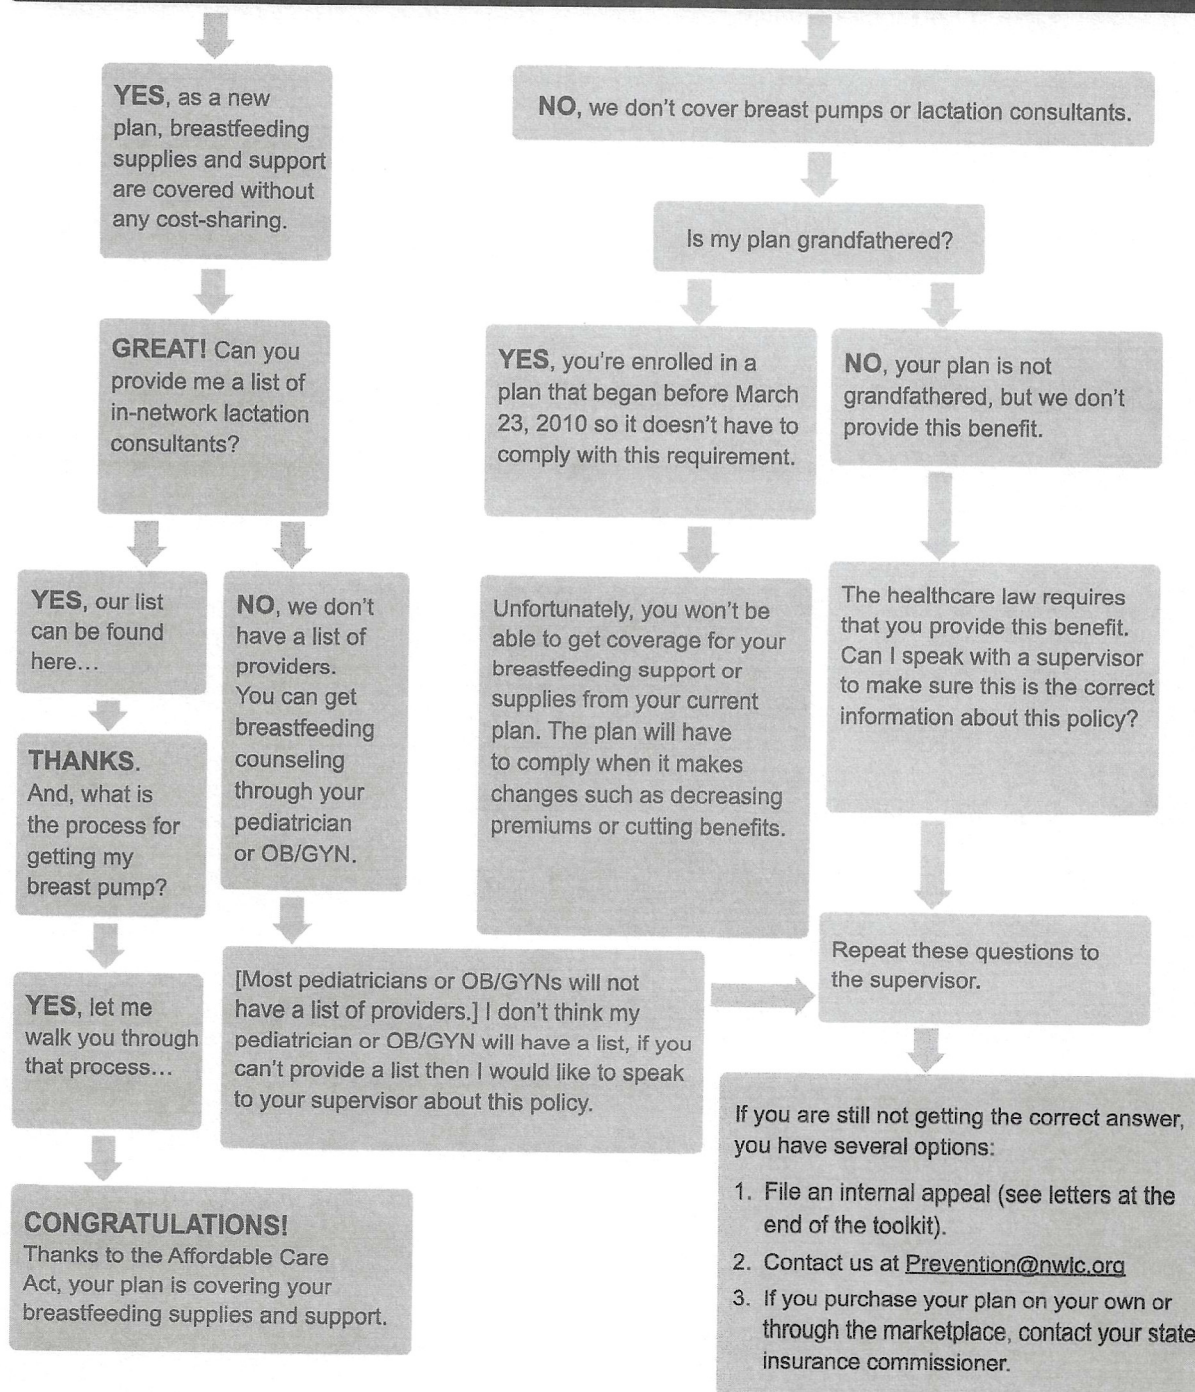 YES, as a new
plan, breastfeeding
supplies and support
are covered without
any cost-sharing.
NO, we don't cover breast pumps or lactation consultants.
Is my plan grandfathered?
GREAT! Can you
provide me a list of
in-network lactation
consultants?
YES, you're enrolled in a
plan that began before March
23, 2010 so it doesn't have to
comply with this requirement.
NO, your plan is not
grandfathered, but we don't
provide this benefit.
YES, our list
can be found
here...
NO, we don't
have a list of
providers.
You can get
breastfeeding
counseling
through your
pediatrician
or OB/GYN.
Unfortunately, you won't be
able to get coverage for your
breastfeeding support or
supplies from your current
plan. The plan will have
to comply when it makes
changes such as decreasing
premiums or cutting benefits.
The healthcare law requires
that you provide this benefit.
Can I speak with a supervisor
to make sure this is the correct
information about this policy?
THANKS.
And, what is
the process for
getting my
breast pump?
YES, let me
walk you through
that process...
[Most pediatricians or OB/GYNs will not
have a list of providers.] I don't think my
pediatrician or OB/GYN will have a list, if you
can't provide a list then I would like to speak
to your supervisor about this policy.
Repeat these questions to
the supervisor.
CONGRATULATIONS!
Thanks to the Affordable Care
Act, your plan is covering your
breastfeeding supplies and support.
If you are still not getting the correct answer,
you have several options:
1. File an internal appeal (see letters at the
end of the toolkit).
2. Contact us at Prevention@nwlc.org
3. If you purchase your plan on your own or
through the marketplace, contact your state
insurance commissioner.